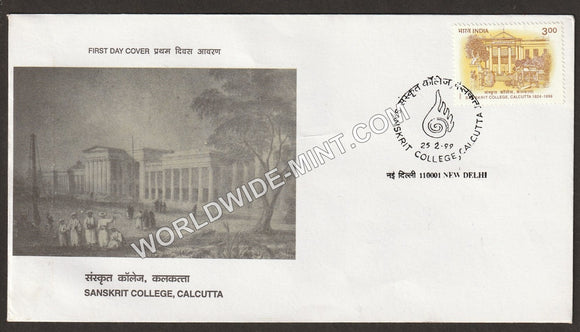 FIRST DAY COVER प्रथम दिवस आवरण
भारत INDIA
3.00
संस्कृत कॉलेज, कलकत्ता
SANSKRIT COLLEGE, CALCUTTA 1824-1999
संस्कृत कॉलेज, कलकत्ता
SANSKRIT COLLEGE, CALCUTTA
25-2-99
नई दिल्ली 110001 NEW DELHI
WORLDWIDE-MINT.COM
संस्कृत कॉलेज, कलकत्ता
SANSKRIT COLLEGE, CALCUTTA